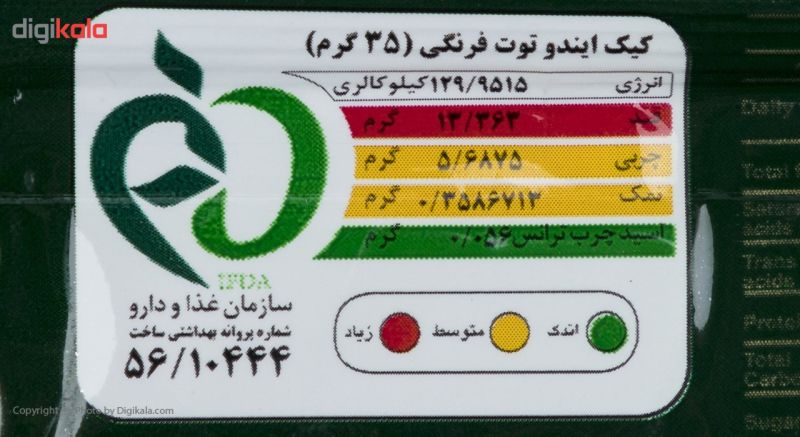 digikala
کیک ایندو توت فرنگی (۳۵ گرم)
انرژی ۱۲۹/۹۵۱۵ کیلوکالری
قند ۱۳/۳۶۳ گرم
چربی ۵/۶۸۷۵ گرم
نمک ۰/۳۵۸۶۷۱۳ گرم
اسید چرب ترانس ۰/۰۵۶ گرم
IFDA
سازمان غذا و دارو
شماره پروانه بهداشتی ساخت
۵۶/۱۰۴۴۴
اندک متوسط زیاد
Daily
Total
Trans
Protei
Total
Carbo
Sugar
Copyright by Digikala.com